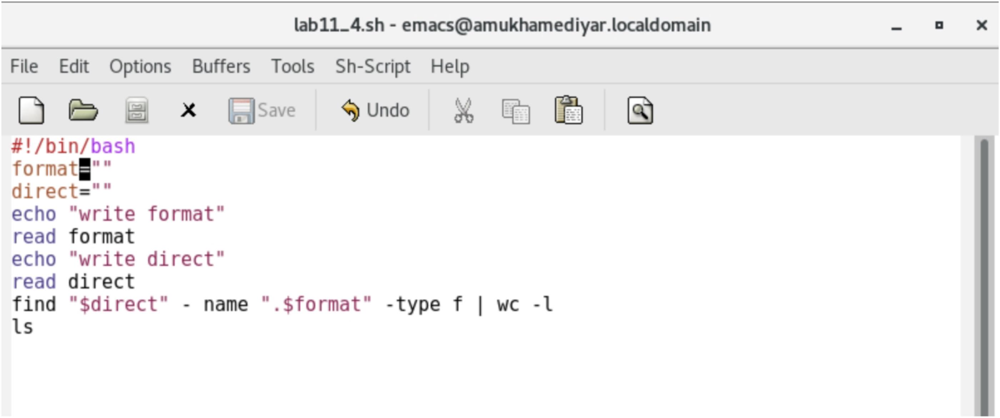 lab11_4.sh - emacs@amukhamediyar.localdomain
File Edit Options Buffers Tools Sh-Script Help
Save Undo
#!/bin/bash
format=""
direct=""
echo "write format"
read format
echo "write direct"
read direct
find "$direct" - name ".$format" -type f | wc -l
ls